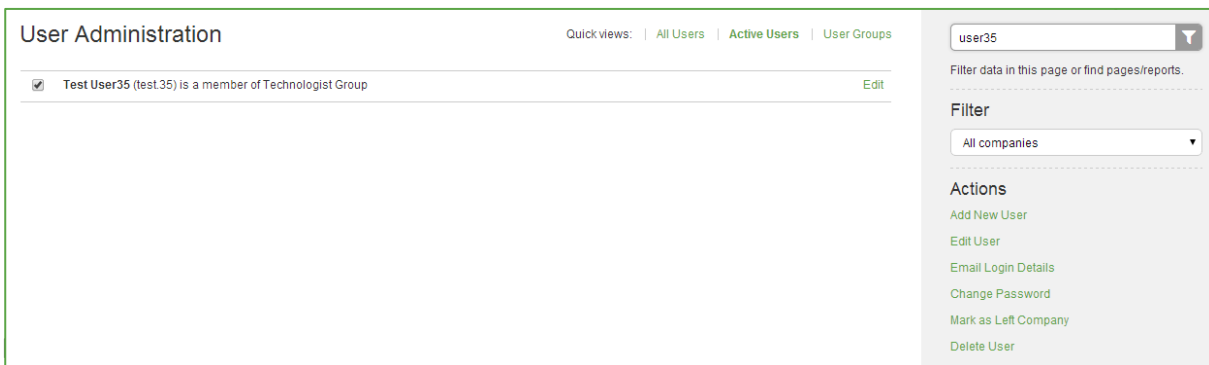 User Administration
Quick views: | All Users | Active Users | User Groups
Test User35 (test.35) is a member of Technologist Group
Edit
user35
Filter data in this page or find pages/reports.
Filter
All companies
Actions
Add New User
Edit User
Email Login Details
Change Password
Mark as Left Company
Delete User